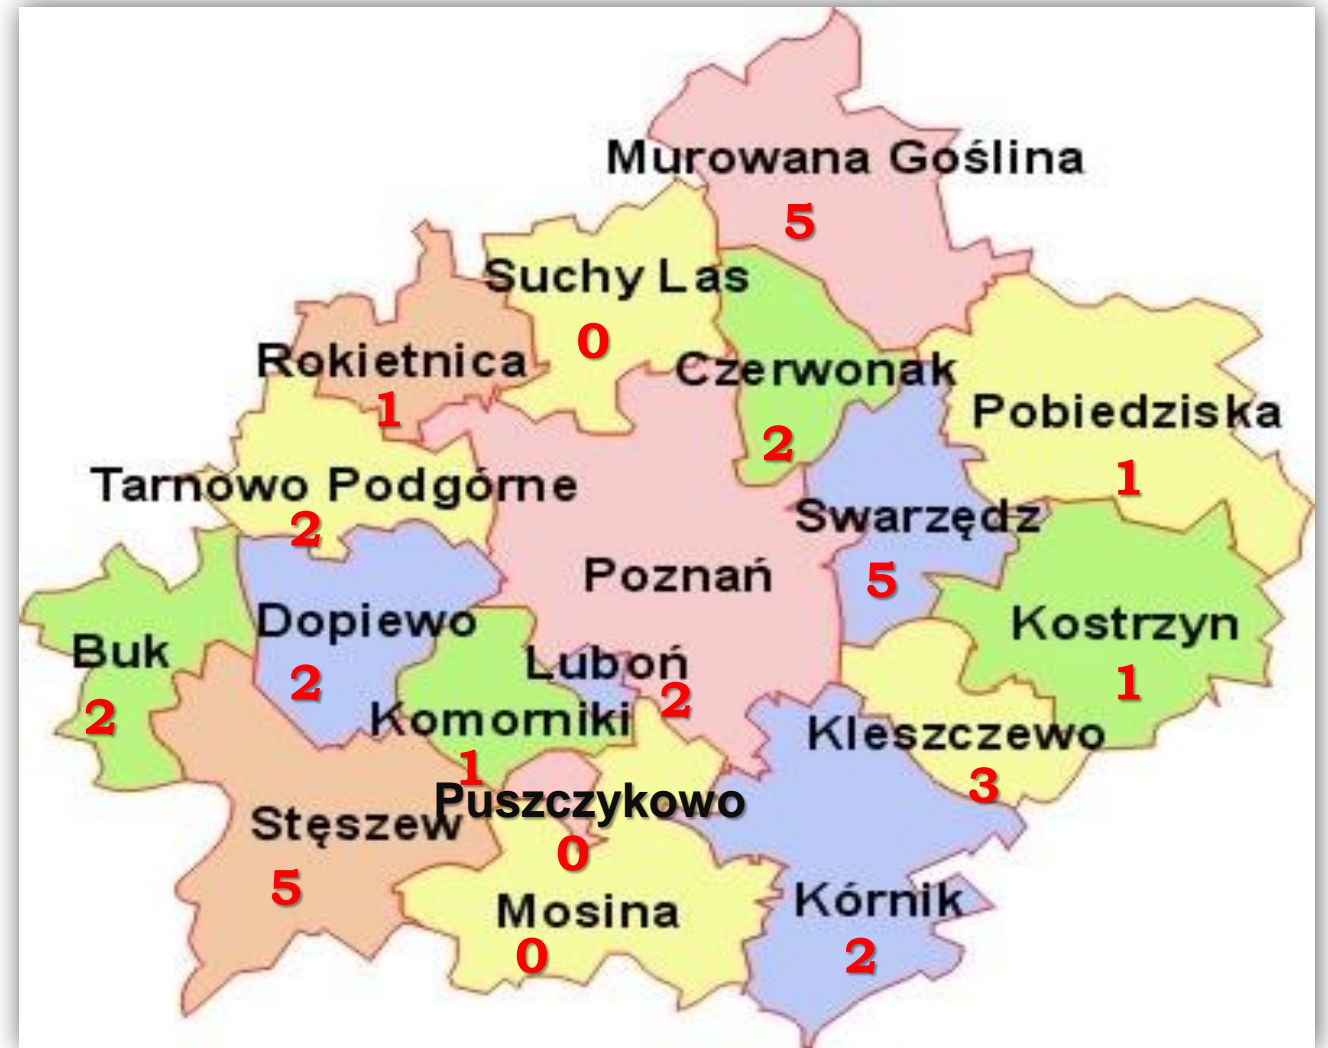 Murowana Goślina
5
Suchy Las
0
Rokietnica
1
Czerwonak
2
Pobiedziska
1
Tarnowo Podgórne
2
Swarzędz
5
Poznań
Dopiewo
2
Kostrzyn
1
Buk
2
Luboń
2
Komorniki
1
Kleszczewo
3
Puszczykowo
0
Stęszew
5
Mosina
0
Kórnik
2